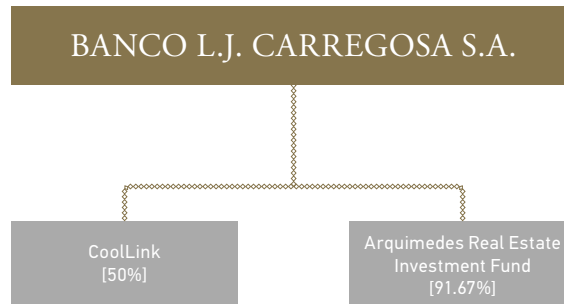 BANCO L.J. CARREGOSA S.A.
CoolLink
[50%]
Arquimedes Real Estate
Investment Fund
[91.67%]